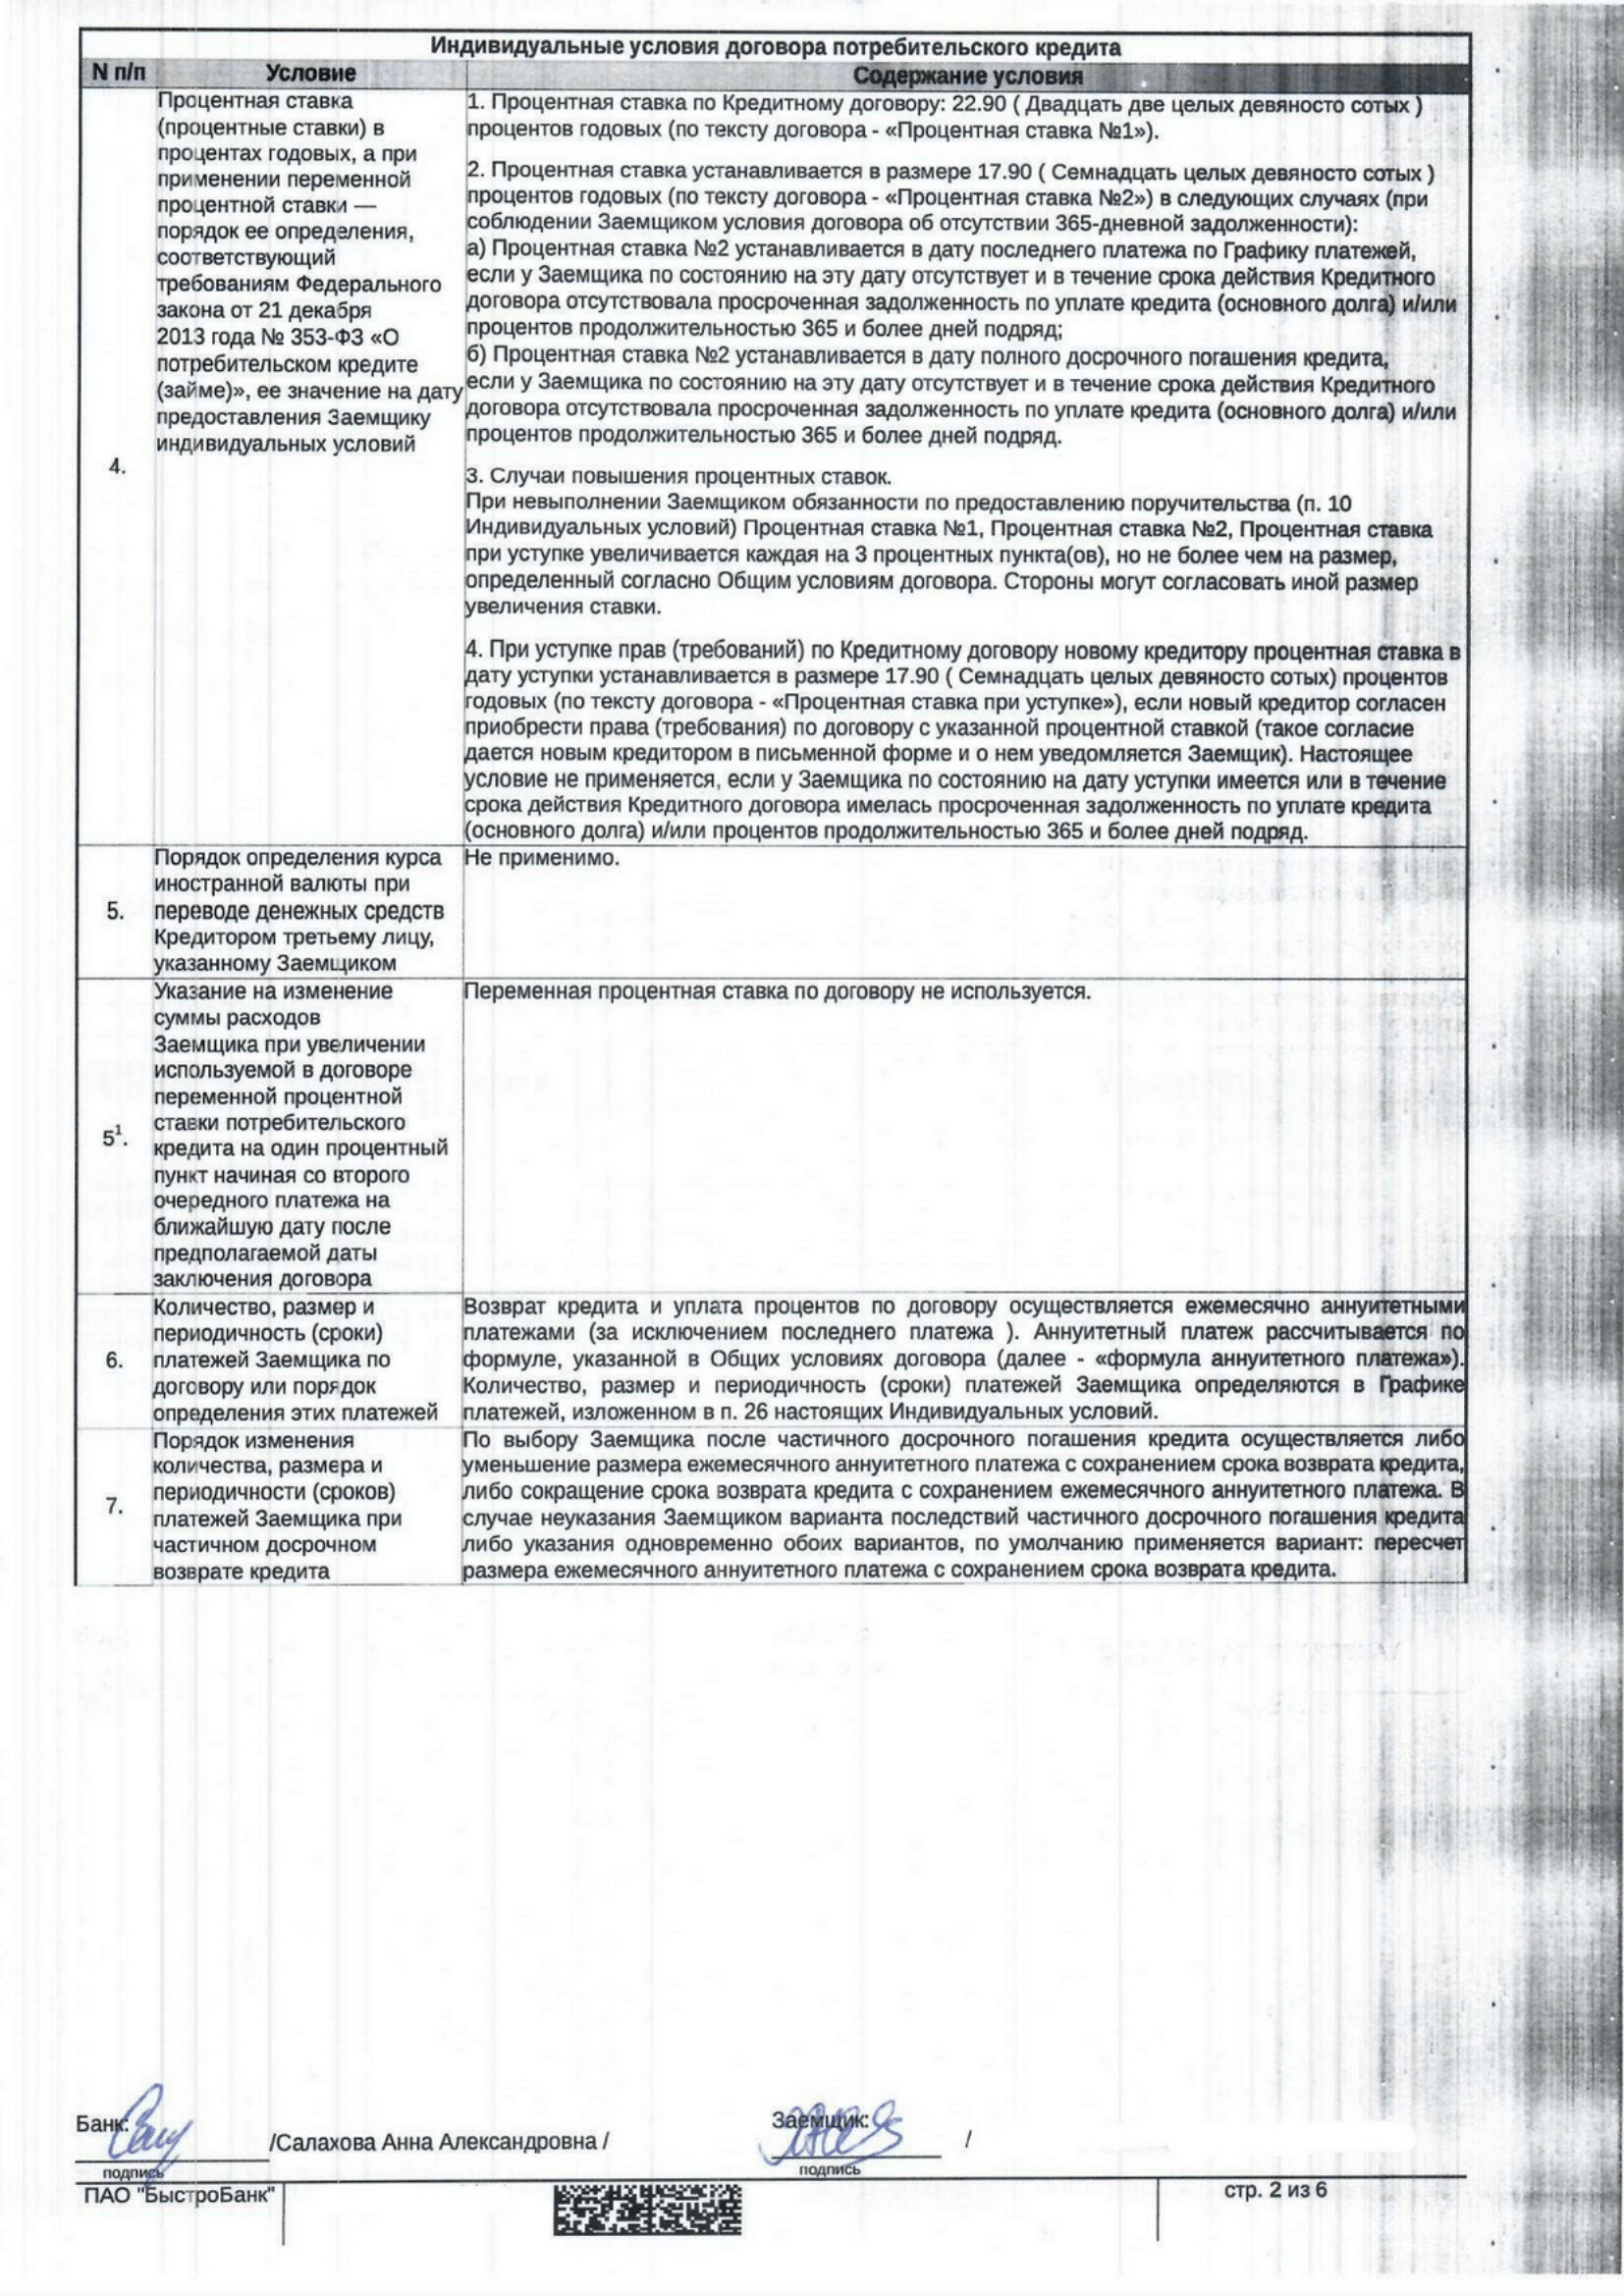 Индивидуальные условия договора потребительского кредита
N п/п Условие Содержание условия
4.
Процентная ставка
(процентные ставки) в
процентах годовых, а при
применении переменной
процентной ставки —
порядок ее определения,
соответствующий
требованиям Федерального
закона от 21 декабря
2013 года № 353-ФЗ «О
потребительском кредите
(займе)», ее значение на дату
предоставления Заемщику
индивидуальных условий
1. Процентная ставка по Кредитному договору: 22.90 ( Двадцать две целых девяносто сотых )
процентов годовых (по тексту договора - «Процентная ставка №1»).
2. Процентная ставка устанавливается в размере 17.90 ( Семнадцать целых девяносто сотых )
процентов годовых (по тексту договора - «Процентная ставка №2») в следующих случаях (при
соблюдении Заемщиком условия договора об отсутствии 365-дневной задолженности):
а) Процентная ставка №2 устанавливается в дату последнего платежа по Графику платежей,
если у Заемщика по состоянию на эту дату отсутствует и в течение срока действия Кредитного
договора отсутствовала просроченная задолженность по уплате кредита (основного долга) и/или
процентов продолжительностью 365 и более дней подряд;
б) Процентная ставка №2 устанавливается в дату полного досрочного погашения кредита,
если у Заемщика по состоянию на эту дату отсутствует и в течение срока действия Кредитного
договора отсутствовала просроченная задолженность по уплате кредита (основного долга) и/или
процентов продолжительностью 365 и более дней подряд.
3. Случаи повышения процентных ставок.
При невыполнении Заемщиком обязанности по предоставлению поручительства (п. 10
Индивидуальных условий) Процентная ставка №1, Процентная ставка №2, Процентная ставка
при уступке увеличивается каждая на 3 процентных пункта(ов), но не более чем на размер,
определенный согласно Общим условиям договора. Стороны могут согласовать иной размер
увеличения ставки.
4. При уступке прав (требований) по Кредитному договору новому кредитору процентная ставка в
дату уступки устанавливается в размере 17.90 ( Семнадцать целых девяносто сотых) процентов
годовых (по тексту договора - «Процентная ставка при уступке»), если новый кредитор согласен
приобрести права (требования) по договору с указанной процентной ставкой (такое согласие
дается новым кредитором в письменной форме и о нем уведомляется Заемщик). Настоящее
условие не применяется, если у Заемщика по состоянию на дату уступки имеется или в течение
срока действия Кредитного договора имелась просроченная задолженность по уплате кредита
(основного долга) и/или процентов продолжительностью 365 и более дней подряд.
5.
Порядок определения курса
иностранной валюты при
переводе денежных средств
Кредитором третьему лицу,
указанному Заемщиком
Не применимо.
5¹.
Указание на изменение
суммы расходов
Заемщика при увеличении
используемой в договоре
переменной процентной
ставки потребительского
кредита на один процентный
пункт начиная со второго
очередного платежа на
ближайшую дату после
предполагаемой даты
заключения договора
Переменная процентная ставка по договору не используется.
6.
Количество, размер и
периодичность (сроки)
платежей Заемщика по
договору или порядок
определения этих платежей
Возврат кредита и уплата процентов по договору осуществляется ежемесячно аннуитетными
платежами (за исключением последнего платежа ). Аннуитетный платеж рассчитывается по
формуле, указанной в Общих условиях договора (далее - «формула аннуитетного платежа»).
Количество, размер и периодичность (сроки) платежей Заемщика определяются в Графике
платежей, изложенном в п. 26 настоящих Индивидуальных условий.
7.
Порядок изменения
количества, размера и
периодичности (сроков)
платежей Заемщика при
частичном досрочном
возврате кредита
По выбору Заемщика после частичного досрочного погашения кредита осуществляется либо
уменьшение размера ежемесячного аннуитетного платежа с сохранением срока возврата кредита,
либо сокращение срока возврата кредита с сохранением ежемесячного аннуитетного платежа. В
случае неуказания Заемщиком варианта последствий частичного досрочного погашения кредита
либо указания одновременно обоих вариантов, по умолчанию применяется вариант: пересчет
размера ежемесячного аннуитетного платежа с сохранением срока возврата кредита.
Банк: /Салахова Анна Александровна / Заемщик: /
подпись подпись
ПАО "БыстроБанк" стр. 2 из 6